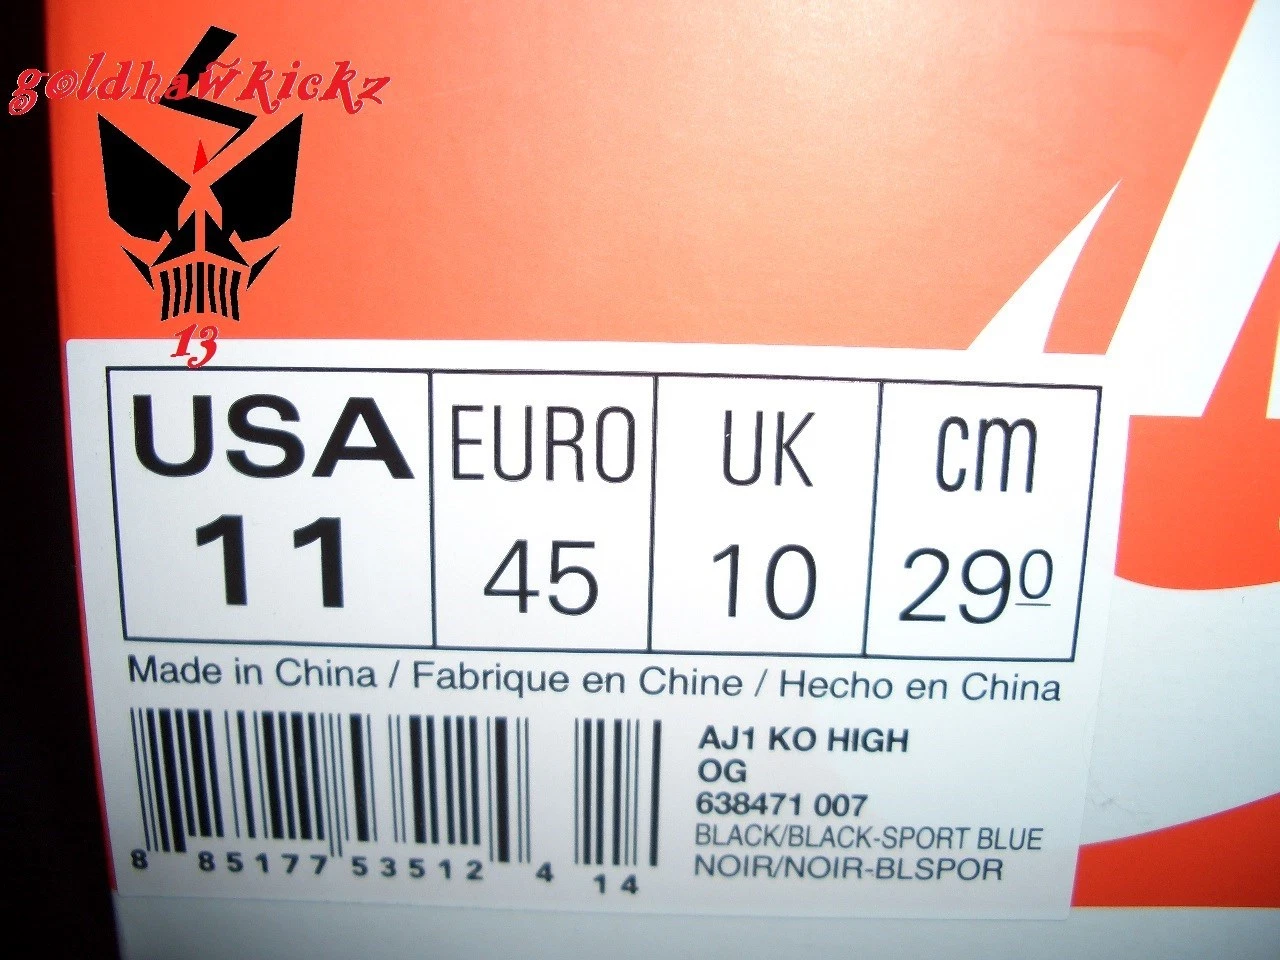 goldhawkickz
13
USA EURO UK cm
11 45 10 29º
Made in China / Fabrique en Chine / Hecho en China
AJ1 KO HIGH
OG
638471 007
BLACK/BLACK-SPORT BLUE
NOIR/NOIR-BLSPOR
8 85177 53512 4 14